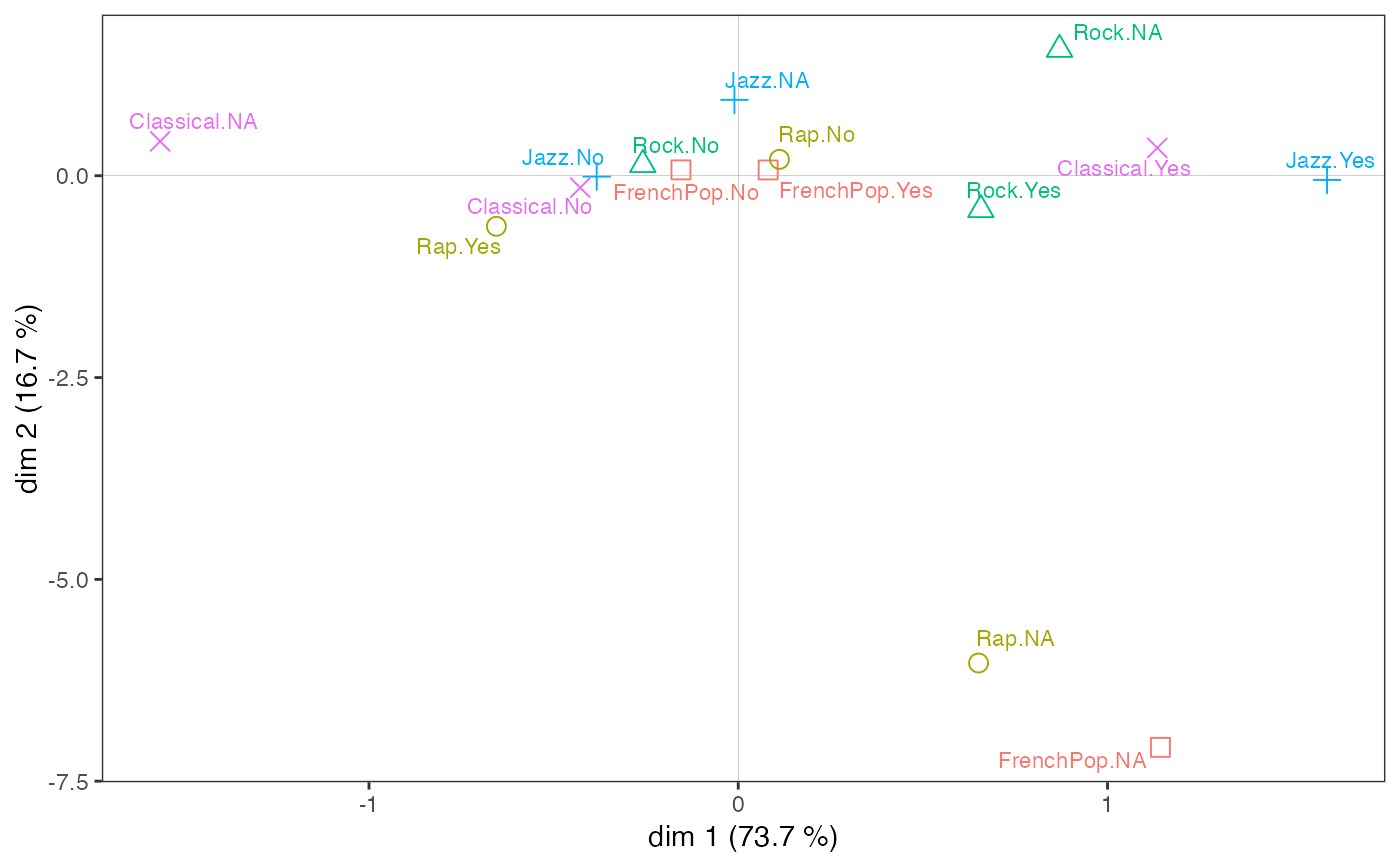 Rock.NA
Jazz.NA
Classical.NA
Rap.No
Rock.No
Jazz.No
Jazz.Yes
Classical.Yes
0.0
FrenchPop.No
FrenchPop.Yes
Rock.Yes
Classical.No
Rap.Yes
-2.5
dim 2 (16.7 %)
-5.0
Rap.NA
FrenchPop.NA
-7.5
-1
0
1
dim 1 (73.7 %)